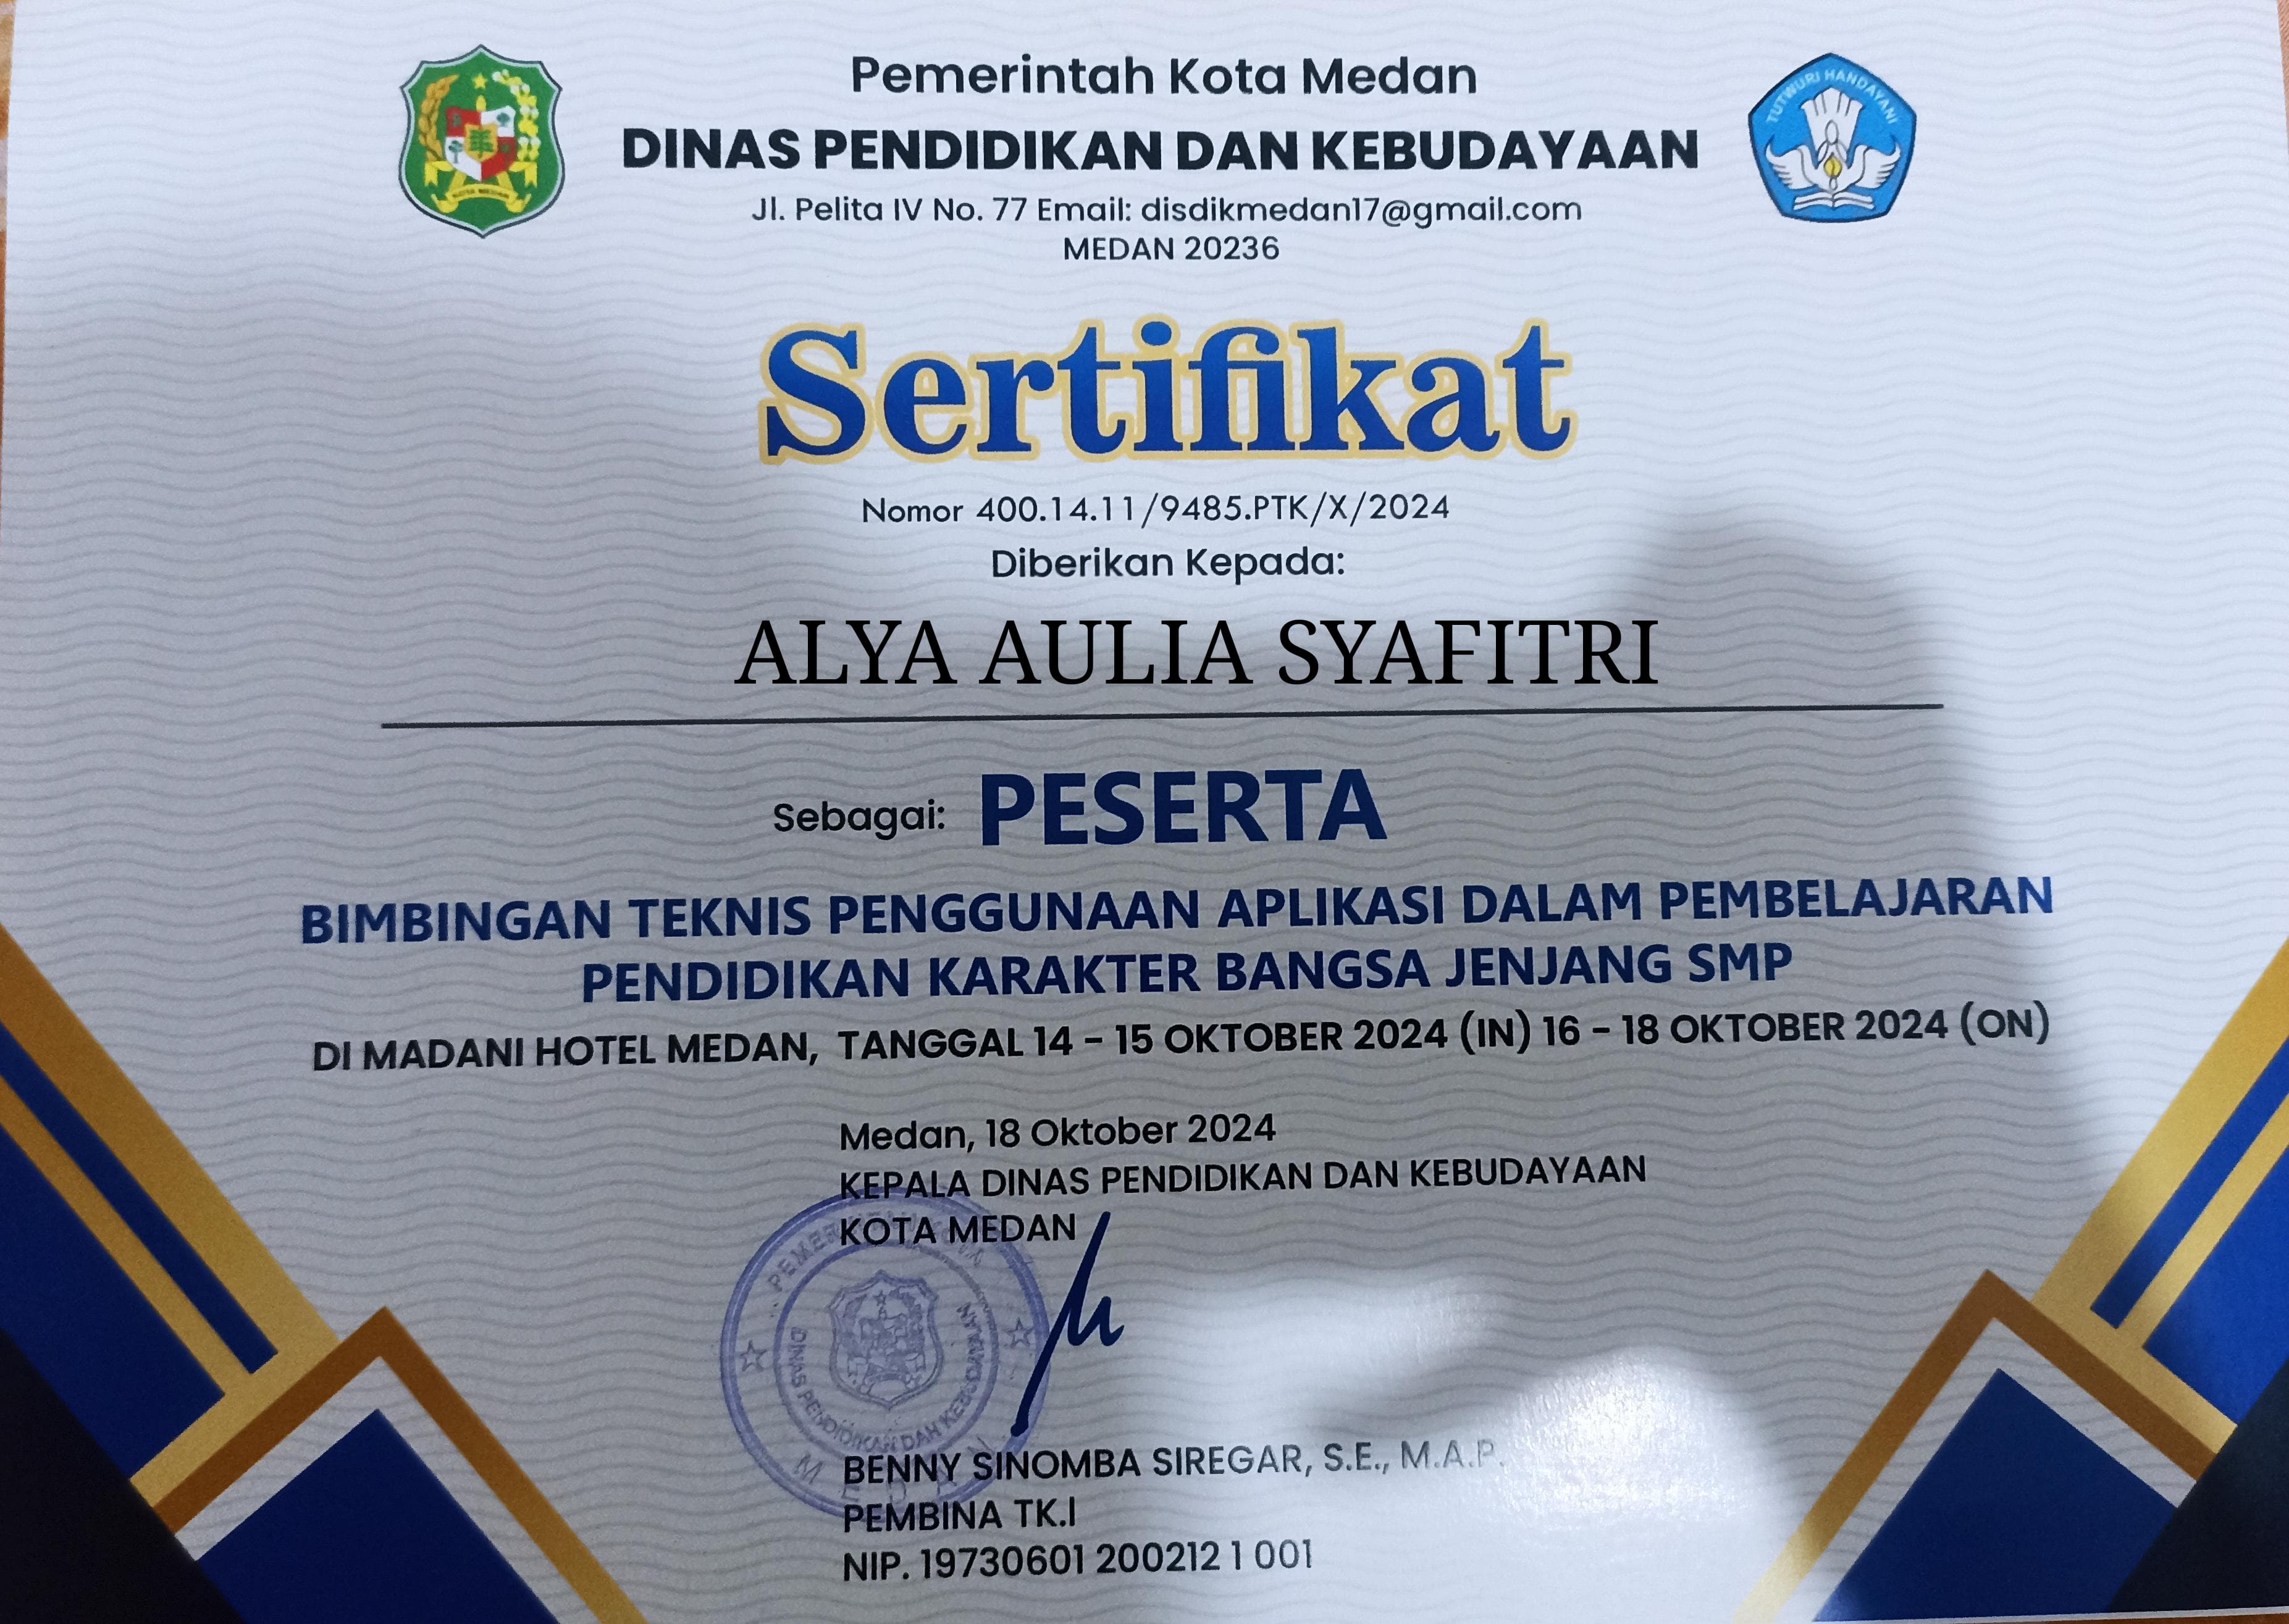 Pemerintah Kota Medan
DINAS PENDIDIKAN DAN KEBUDAYAAN
Jl. Pelita IV No. 77 Email: disdikmedan17@gmail.com
MEDAN 20236
KOTA MEDAN
TUTWURI HANDAYANI
Sertifikat
Nomor 400.14.11/9485.PTK/X/2024
Diberikan Kepada:
ALYA AULIA SYAFITRI
Sebagai: PESERTA
BIMBINGAN TEKNIS PENGGUNAAN APLIKASI DALAM PEMBELAJARAN
PENDIDIKAN KARAKTER BANGSA JENJANG SMP
DI MADANI HOTEL MEDAN, TANGGAL 14 - 15 OKTOBER 2024 (IN) 16 - 18 OKTOBER 2024 (ON)
Medan, 18 Oktober 2024
KEPALA DINAS PENDIDIKAN DAN KEBUDAYAAN
KOTA MEDAN
DINAS PENDIDIKAN DAN KEBUDAYAAN
MEDAN
BENNY SINOMBA SIREGAR, S.E., M.A.P.
PEMBINA TK.I
NIP. 19730601 200212 1 001